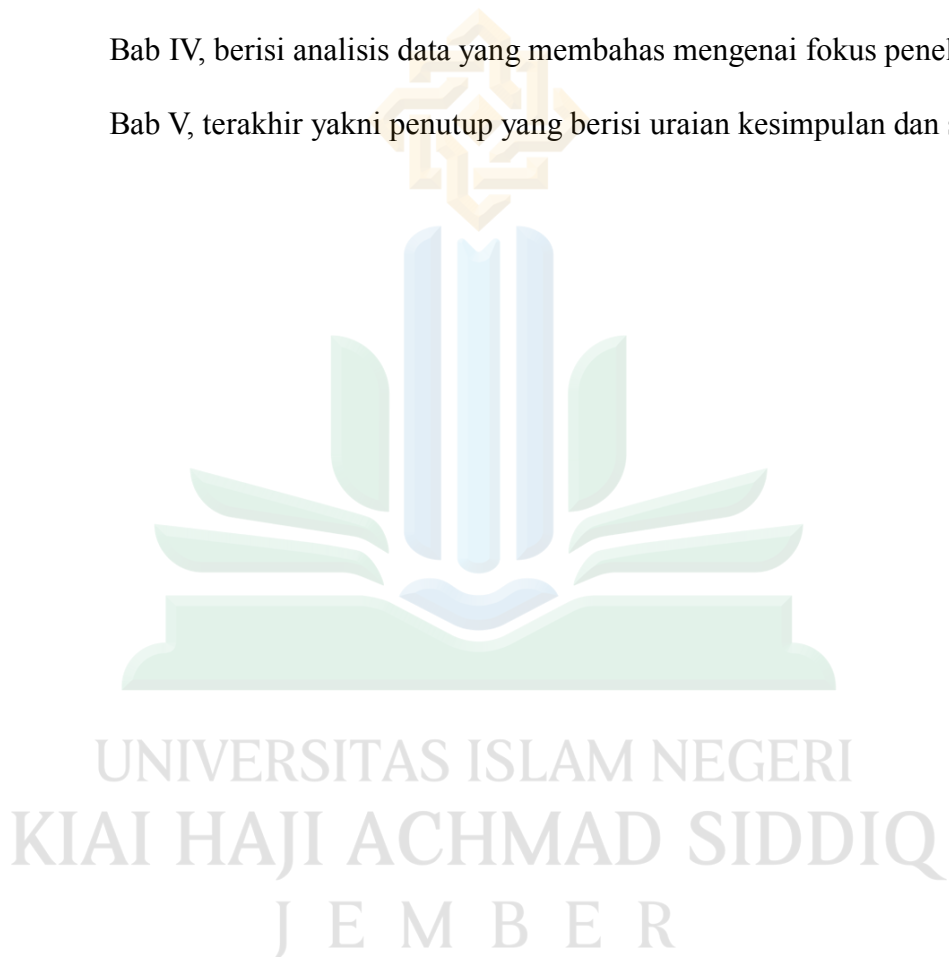 Bab IV, berisi analisis data yang membahas mengenai fokus
Bab V, terakhir yakni penutup yang berisi uraian kesimpulan dan
UNIVERSITAS ISLAM NEGERI
KIAI HAJI ACHMAD SIDDIQ
JEMBER